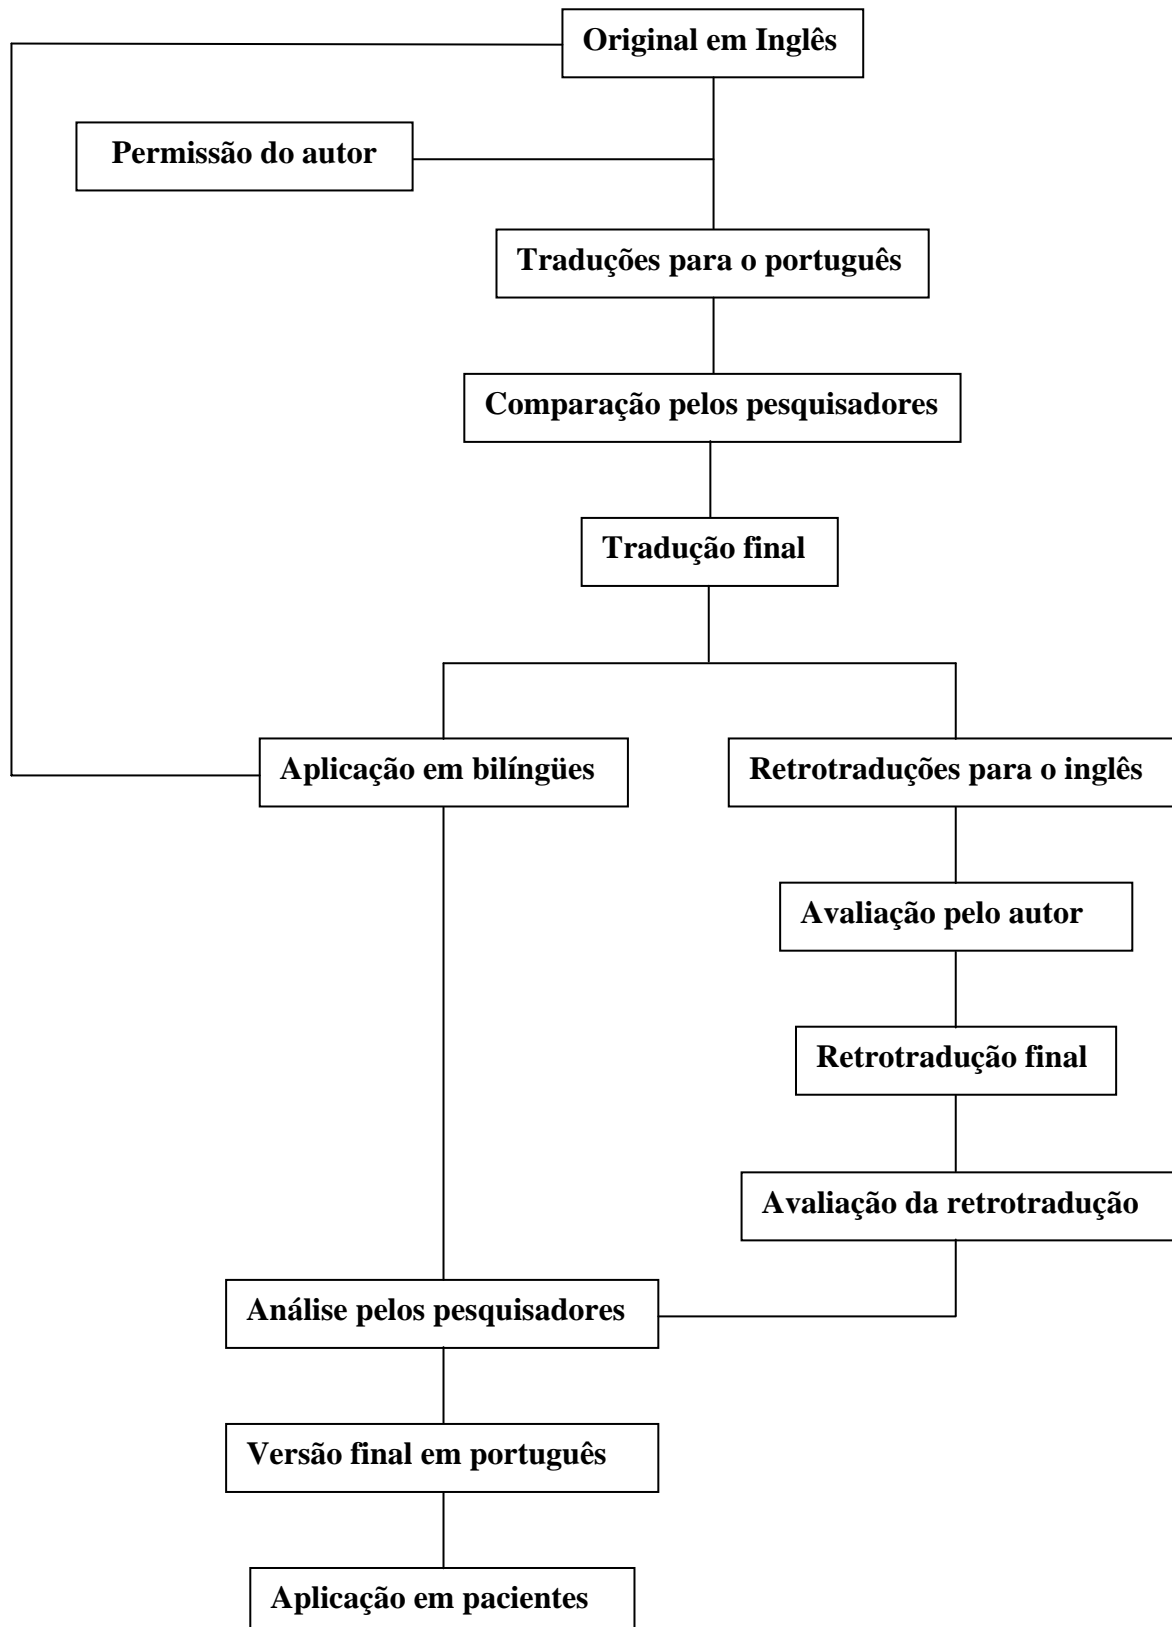 Original em Inglês
Permissão do autor
Traduções para o português
Comparação pelos pesquisadores
Tradução final
Aplicação em bilíngües
Retrotraduções para o inglês
Avaliação pelo autor
Retrotradução final
Avaliação da retrotradução
Análise pelos pesquisadores
Versão final em português
Aplicação em pacientes